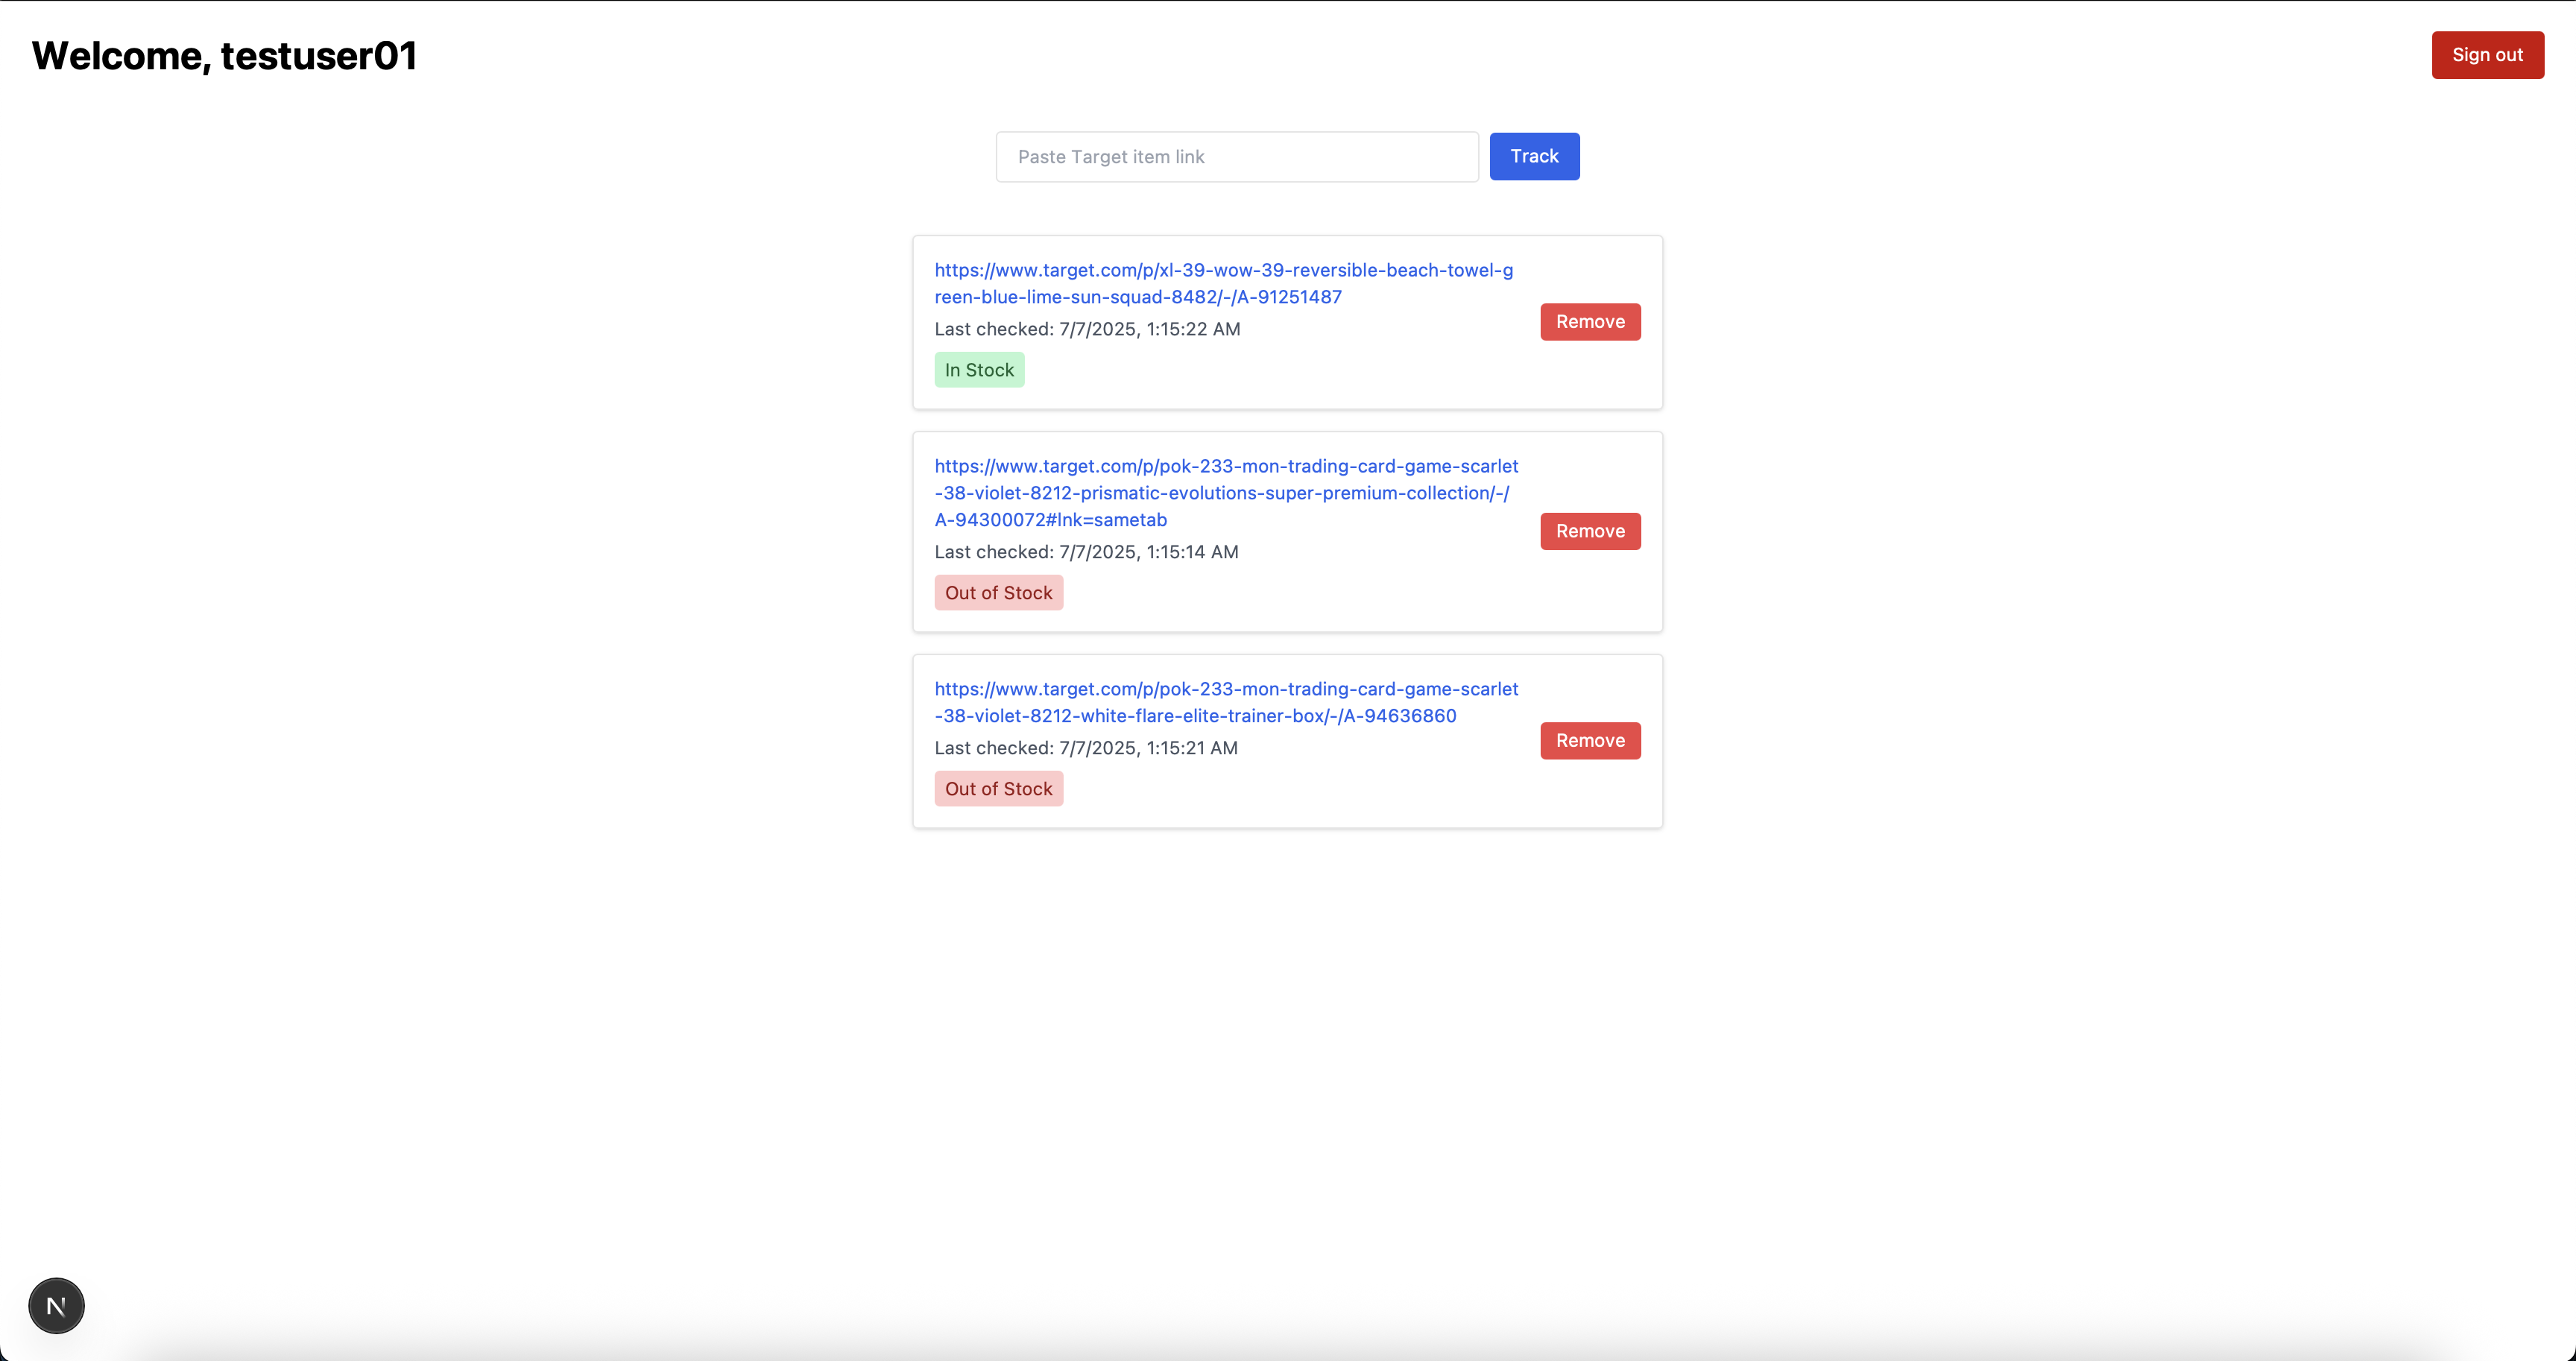 Welcome, testuser01
Sign out
Paste Target item link
Track
https://www.target.com/p/xl-39-wow-39-reversible-beach-towel-g
reen-blue-lime-sun-squad-8482/-/A-91251487
Last checked: 7/7/2025, 1:15:22 AM
In Stock
Remove
https://www.target.com/p/pok-233-mon-trading-card-game-scarlet
-38-violet-8212-prismatic-evolutions-super-premium-collection/-/
A-94300072#lnk=sametab
Last checked: 7/7/2025, 1:15:14 AM
Out of Stock
Remove
https://www.target.com/p/pok-233-mon-trading-card-game-scarlet
-38-violet-8212-white-flare-elite-trainer-box/-/A-94636860
Last checked: 7/7/2025, 1:15:21 AM
Out of Stock
Remove
N